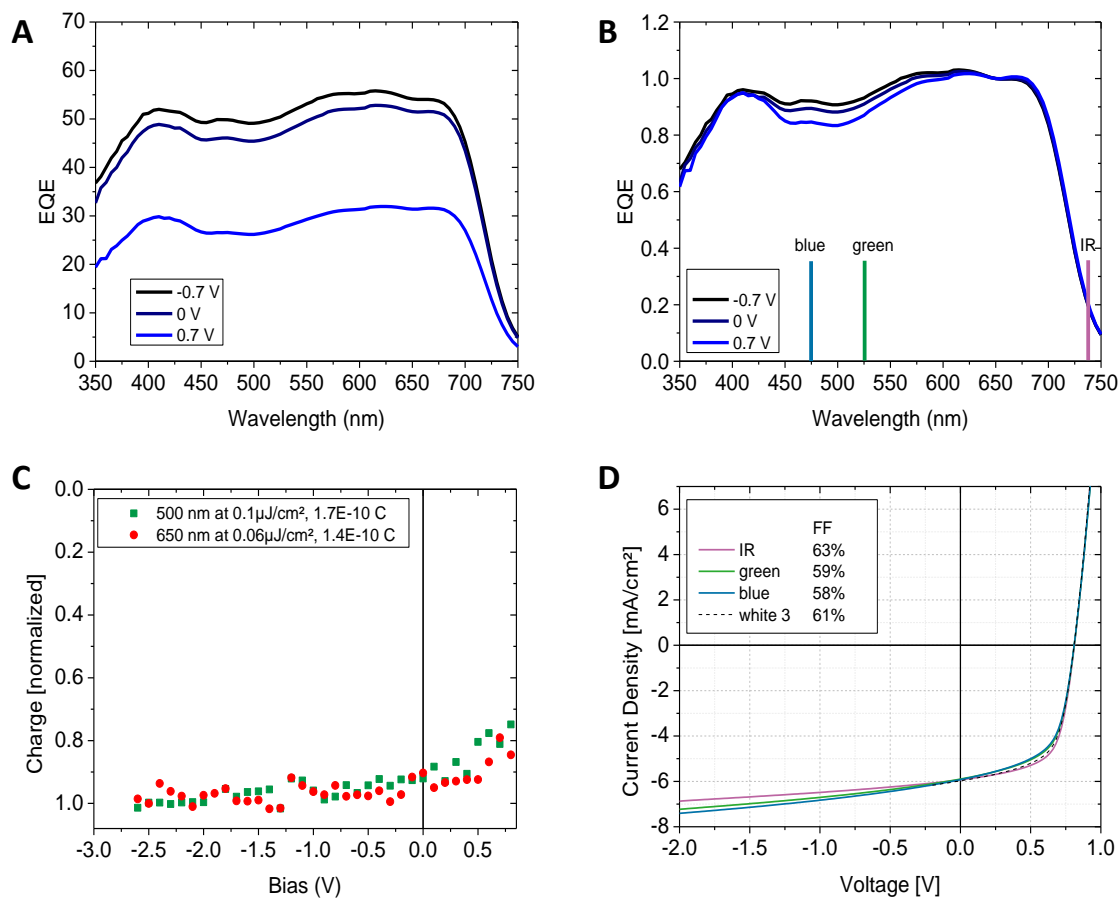 A
EQE
70
60
50
40
30
20
10
0
-0.7 V
0 V
0.7 V
350 400 450 500 550 600 650 700 750
Wavelength (nm)
B
EQE
1.2
1.0
0.8
0.6
0.4
0.2
0.0
blue green IR
-0.7 V
0 V
0.7 V
350 400 450 500 550 600 650 700 750
Wavelength (nm)
C
Charge [normalized]
0.0
0.2
0.4
0.6
0.8
1.0
500 nm at 0.1µJ/cm², 1.7E-10 C
650 nm at 0.06µJ/cm², 1.4E-10 C
-3.0 -2.5 -2.0 -1.5 -1.0 -0.5 0.0 0.5
Bias (V)
D
Current Density [mA/cm²]
6
4
2
0
-2
-4
-6
-8
FF
IR 63%
green 59%
blue 58%
white 3 61%
-2.0 -1.5 -1.0 -0.5 0.0 0.5 1.0
Voltage [V]